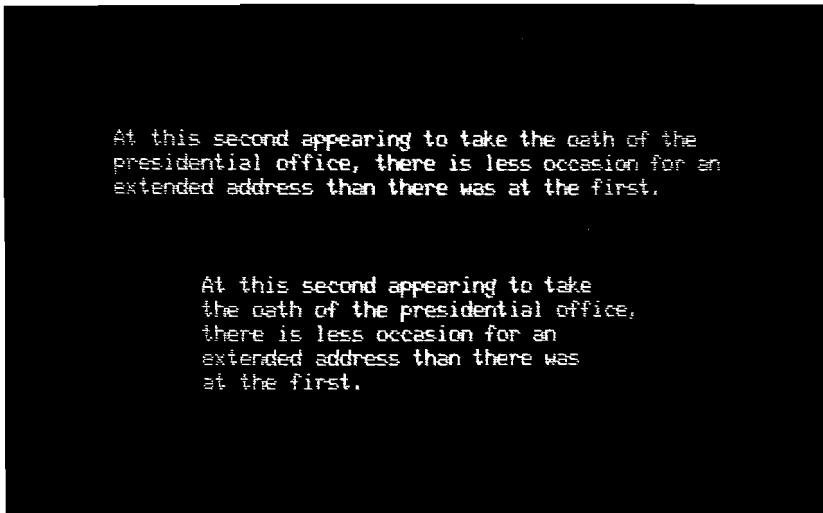 At this second appearing to take the oath of the
presidential office, there is less occasion for an
extended address than there was at the first.
At this second appearing to take
the oath of the presidential office,
there is less occasion for an
extended address than there was
at the first.